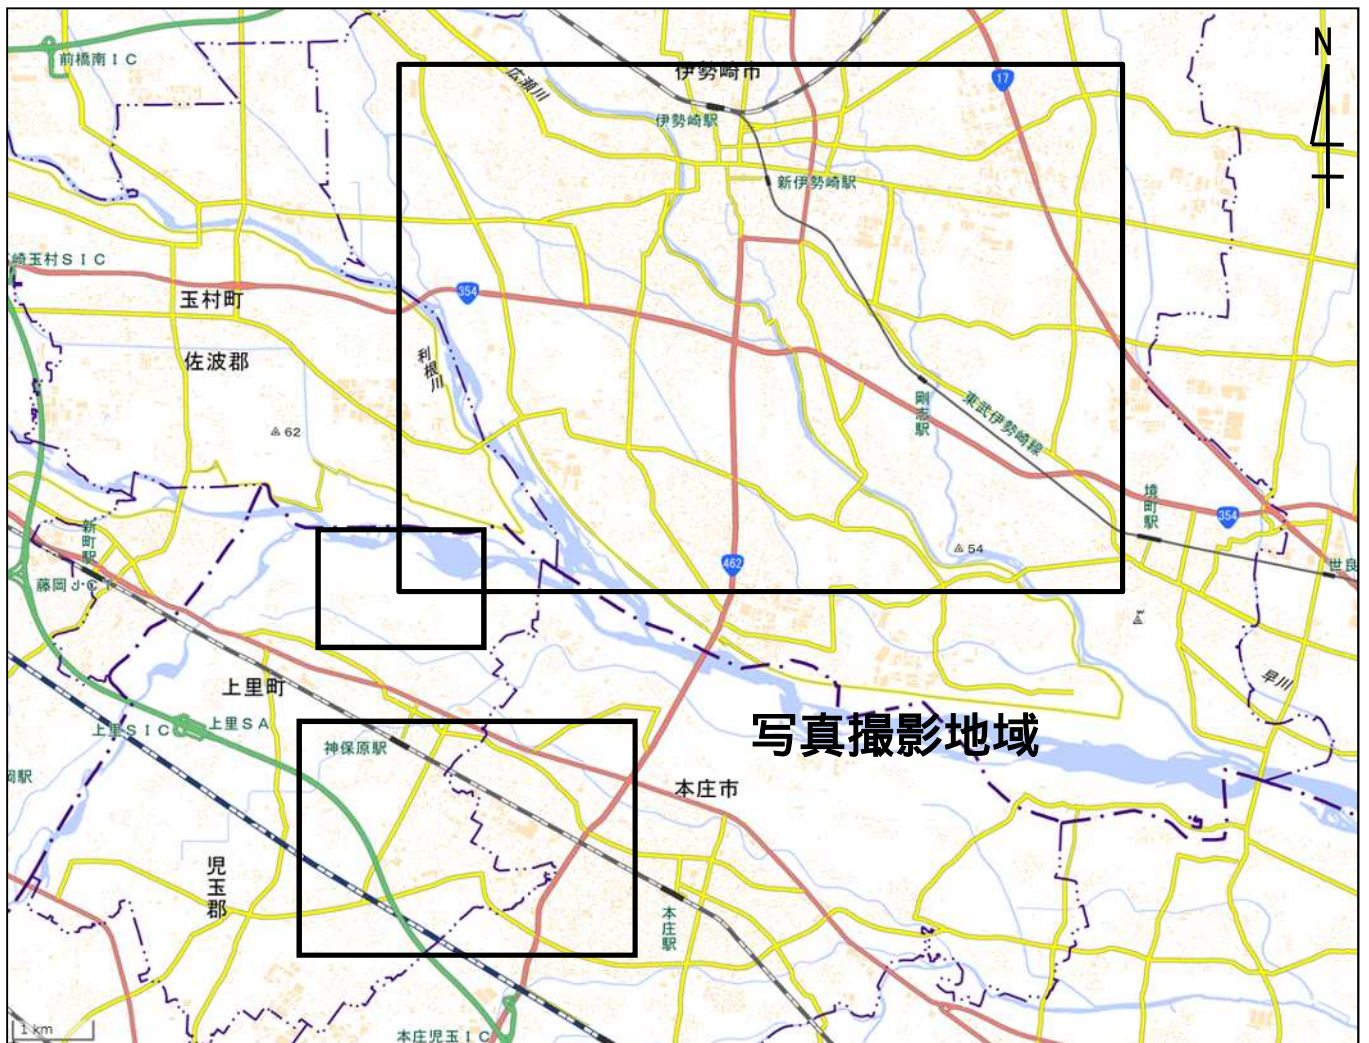 前橋南IC
広瀬川
伊勢崎市
17
N
伊勢崎駅
新伊勢崎駅
崎玉村SIC
玉村町
354
佐波郡
利根川
剛志駅
東武伊勢崎線
62
境町駅
354
新町駅
54
462
藤岡JCT
世良
早川
上里町
上里SIC
上里SA
神保原駅
写真撮影地域
岡駅
本庄市
児玉郡
本庄駅
1 km
本庄児玉IC